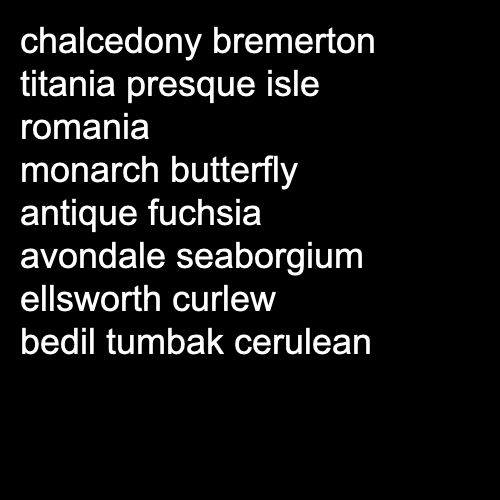 chalcedony bremerton
titania presque isle
romania
monarch butterfly
antique fuchsia
avondale seaborgium
ellsworth curlew
bedil tumbak cerulean